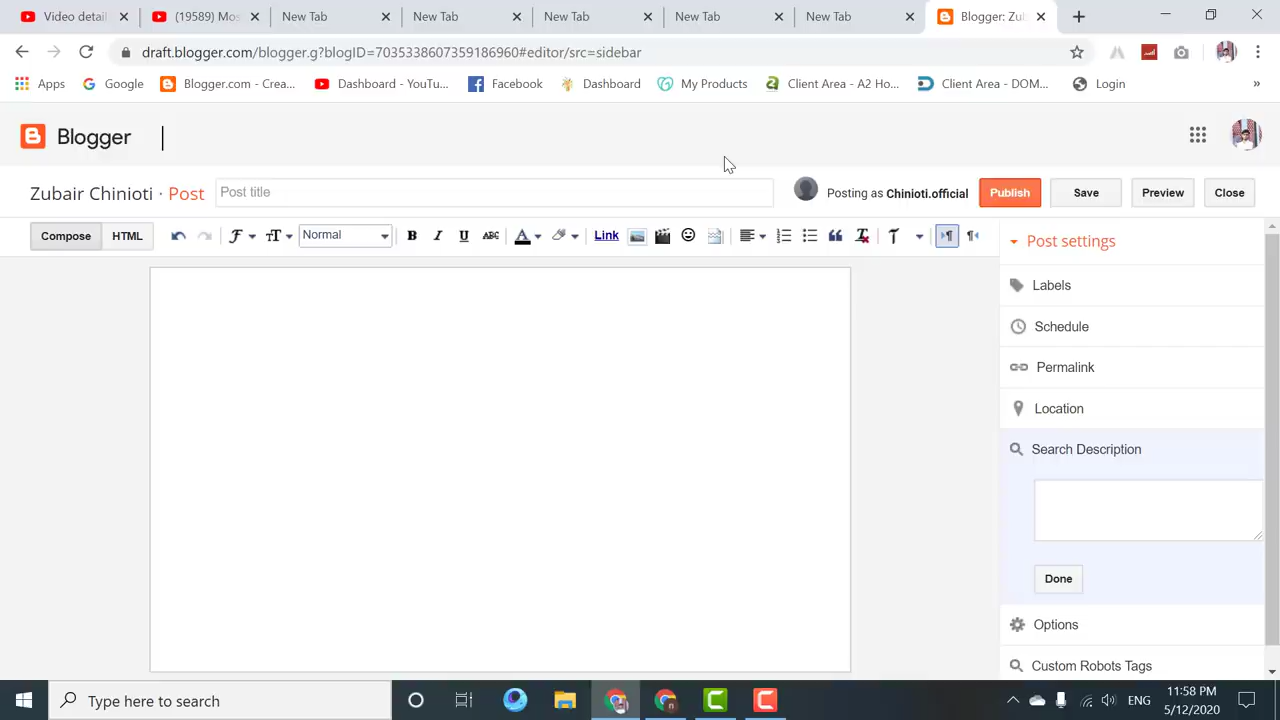 Video detail
(19589) Mos
New Tab
New Tab
New Tab
New Tab
New Tab
Blogger: Zub
draft.blogger.com/blogger.g?blogID=7035338607359186960#editor/src=sidebar
Apps
Google
Blogger.com - Crea...
Dashboard - YouTu...
Facebook
Dashboard
My Products
Client Area - A2 Ho...
Client Area - DOM...
Login
»
Blogger
Zubair Chinioti · Post
Post title
Posting as Chinioti.official
Publish
Save
Preview
Close
Compose
HTML
Normal
B
I
U
ABC
A
Link
Post settings
Labels
Schedule
Permalink
Location
Search Description
Done
Options
Custom Robots Tags
Type here to search
ENG
11:58 PM
5/12/2020